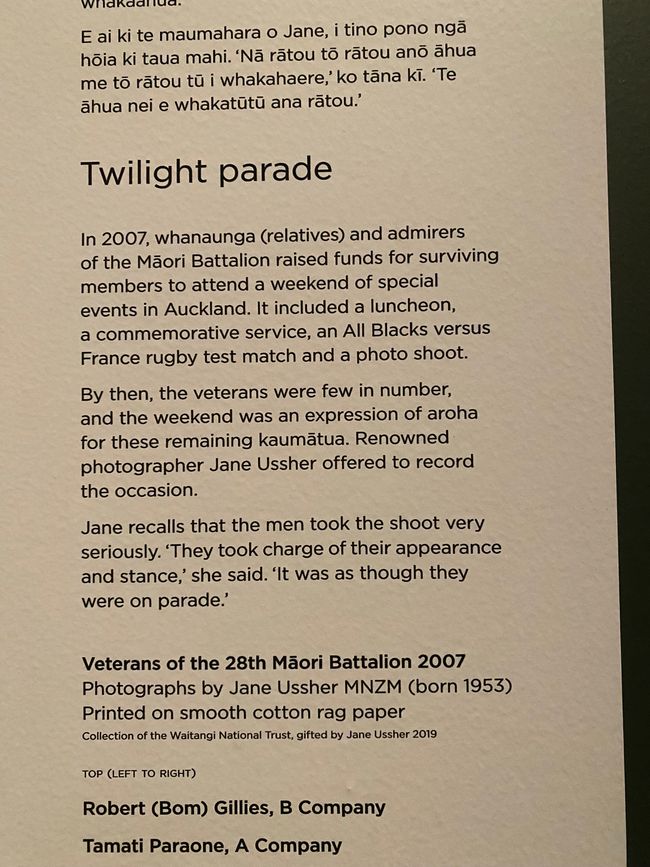 whakaahua.
E ai ki te maumahara o Jane, i tino pono ngā
hōia ki taua mahi. ‘Nā rātou tō rātou anō āhua
me tō rātou tū i whakahaere,’ ko tāna kī. ‘Te
āhua nei e whakatūtū ana rātou.’
Twilight parade
In 2007, whanaunga (relatives) and admirers
of the Māori Battalion raised funds for surviving
members to attend a weekend of special
events in Auckland. It included a luncheon,
a commemorative service, an All Blacks versus
France rugby test match and a photo shoot.
By then, the veterans were few in number,
and the weekend was an expression of aroha
for these remaining kaumātua. Renowned
photographer Jane Ussher offered to record
the occasion.
Jane recalls that the men took the shoot very
seriously. ‘They took charge of their appearance
and stance,’ she said. ‘It was as though they
were on parade.’
Veterans of the 28th Māori Battalion 2007
Photographs by Jane Ussher MNZM (born 1953)
Printed on smooth cotton rag paper
Collection of the Waitangi National Trust, gifted by Jane Ussher 2019
TOP (LEFT TO RIGHT)
Robert (Bom) Gillies, B Company
Tamati Paraone, A Company